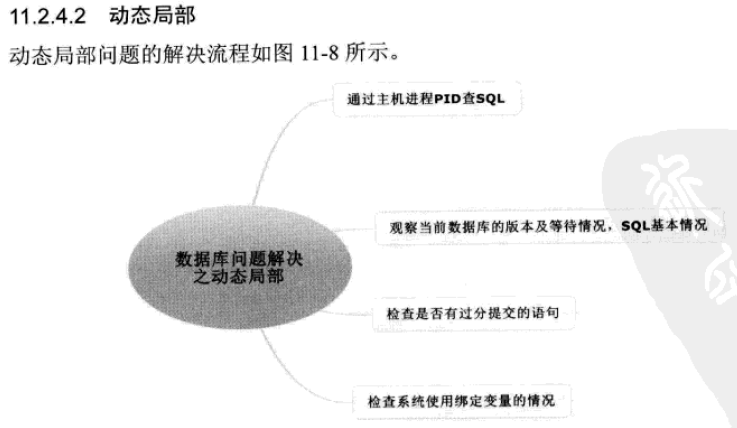 11.2.4.2 动态局部
动态局部问题的解决流程如图 11-8 所示。
通过主机进程PID查SQL
观察当前数据库的版本及等待情况，SQL基本情况
数据库问题解决
之动态局部
检查是否有过分提交的语句
检查系统使用绑定变量的情况